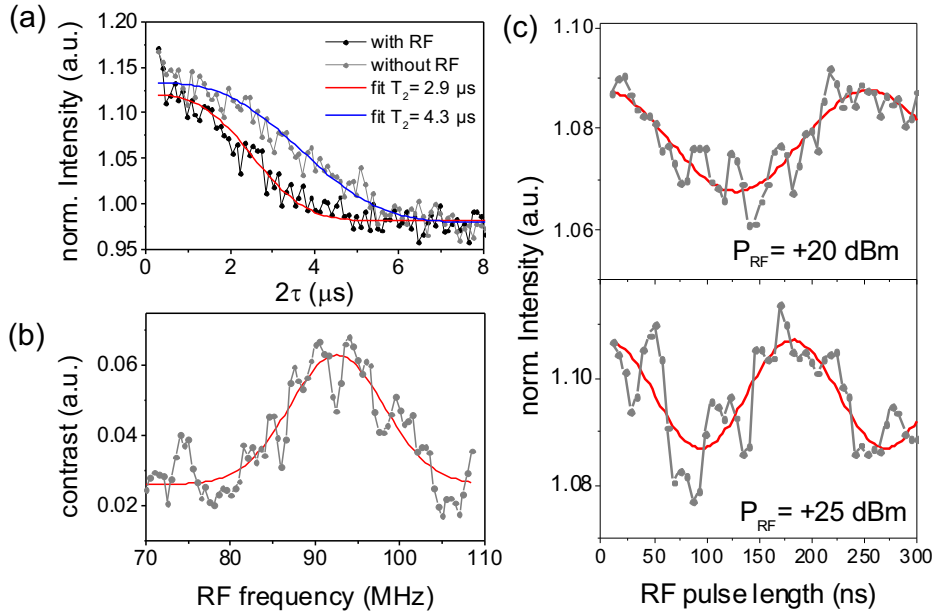 (a)
norm. Intensity (a.u.)
1.20
1.15
1.10
1.05
1.00
0.95
with RF
without RF
fit T₂= 2.9 µs
fit T₂= 4.3 µs
0 2 4 6 8
2τ (µs)
(b)
contrast (a.u.)
0.06
0.04
0.02
70 80 90 100 110
RF frequency (MHz)
(c)
norm. Intensity (a.u.)
1.10
1.08
1.06
P_RF= +20 dBm
1.10
1.08
P_RF= +25 dBm
0 50 100 150 200 250 300
RF pulse length (ns)